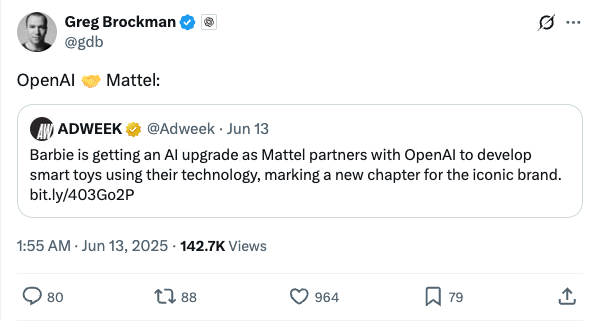 Greg Brockman
@gdb
OpenAI 🤝 Mattel:
ADWEEK @Adweek · Jun 13
Barbie is getting an AI upgrade as Mattel partners with OpenAI to develop
smart toys using their technology, marking a new chapter for the iconic brand.
bit.ly/403Go2P
1:55 AM · Jun 13, 2025 · 142.7K Views
80 88 964 79